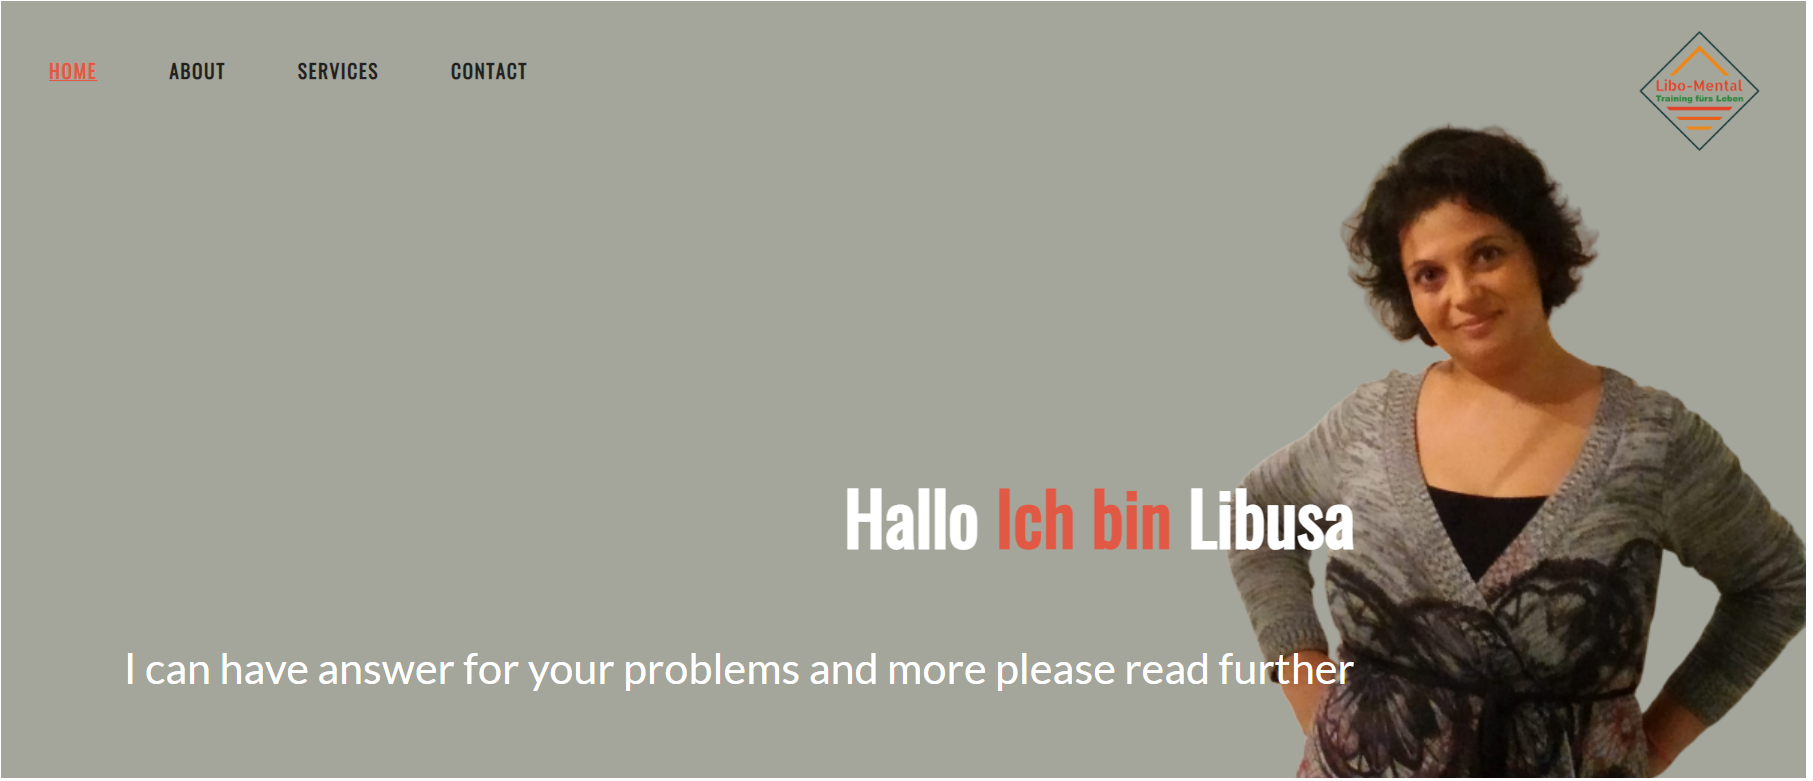 HOME ABOUT SERVICES CONTACT
Libo-Mental
Training fürs Leben
Hallo Ich bin Libusa
I can have answer for your problems and more please read further